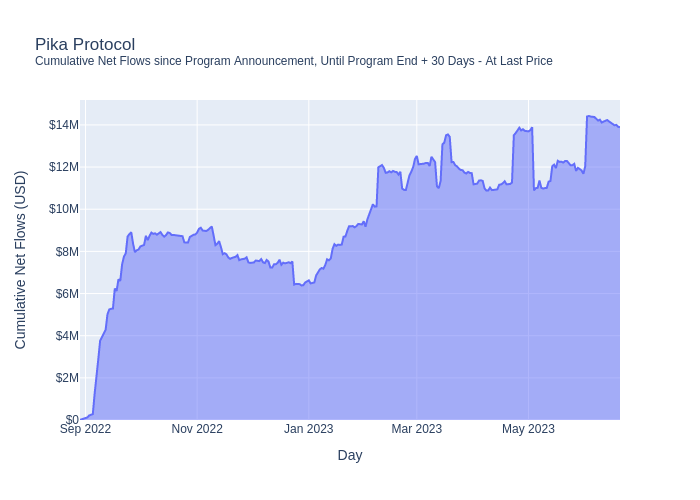 Pika Protocol
Cumulative Net Flows since Program Announcement, Until Program End + 30 Days - At Last Price
Cumulative Net Flows (USD)
$14M
$12M
$10M
$8M
$6M
$4M
$2M
$0
Sep 2022 Nov 2022 Jan 2023 Mar 2023 May 2023
Day